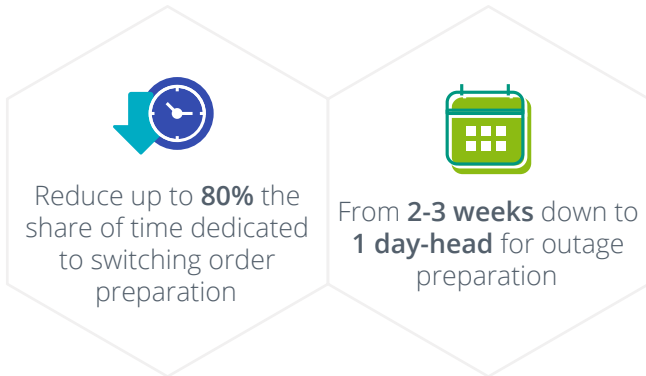 Reduce up to 80% the
share of time dedicated
to switching order
preparation
From 2-3 weeks down to
1 day-head for outage
preparation